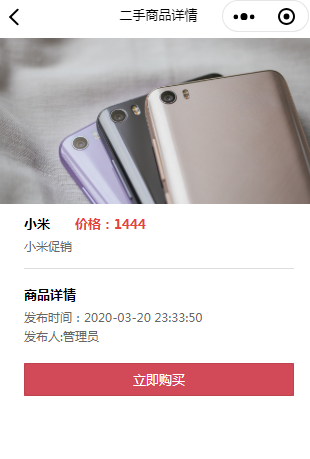 二手商品详情
小米 价格：1444
小米促销
商品详情
发布时间：2020-03-20 23:33:50
发布人:管理员
立即购买